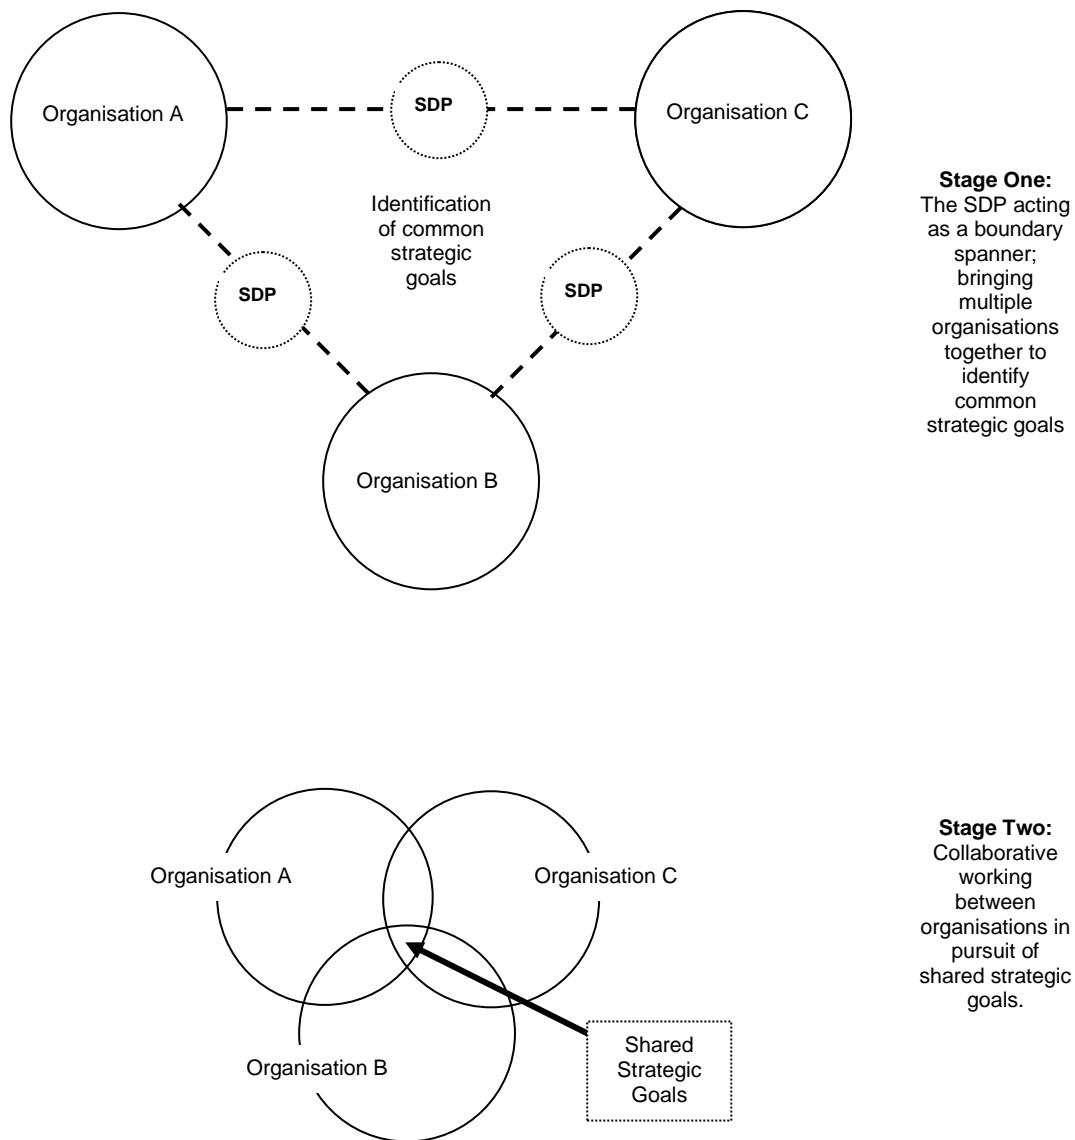 Organisation A
SDP
Organisation C
Identification
of common
strategic
goals
SDP
SDP
Organisation B
Stage One:
The SDP acting
as a boundary
spanner;
bringing
multiple
organisations
together to
identify
common
strategic goals
Organisation A
Organisation C
Organisation B
Shared
Strategic
Goals
Stage Two:
Collaborative
working
between
organisations in
pursuit of
shared strategic
goals.